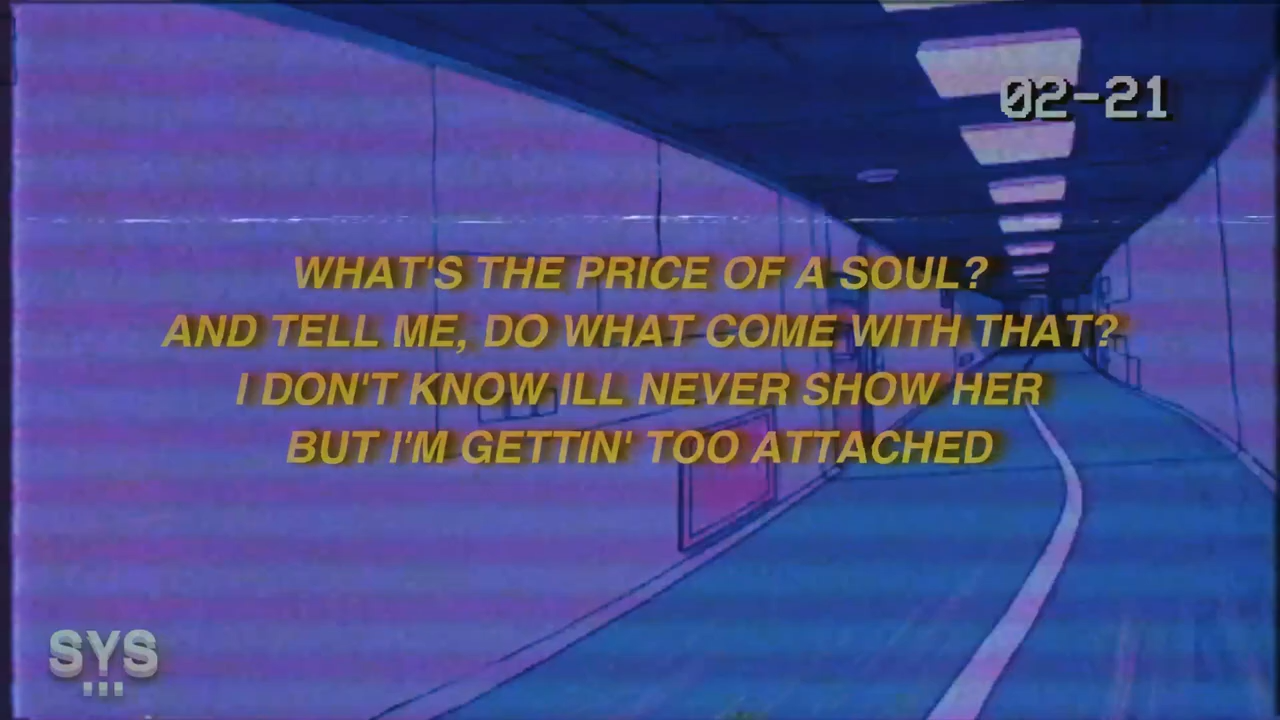 02-21
WHAT'S THE PRICE OF A SOUL?
AND TELL ME, DO WHAT COME WITH THAT?
I DON'T KNOW ILL NEVER SHOW HER
BUT I'M GETTIN' TOO ATTACHED
SYS